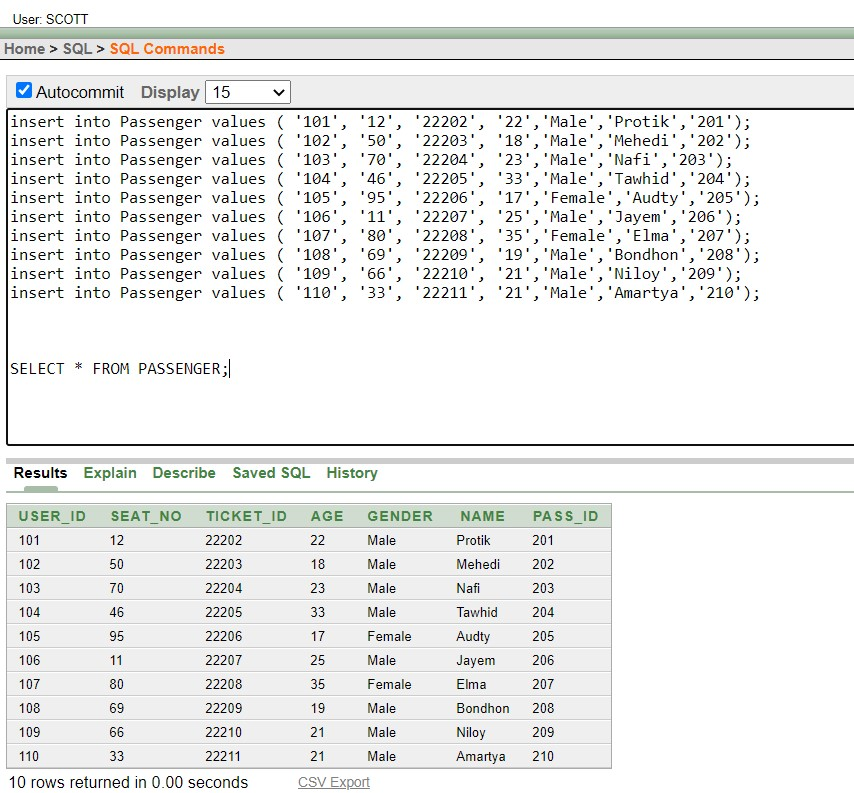 User: SCOTT
Home > SQL > SQL Commands
Autocommit Display 15
insert into Passenger values ( '101', '12', '22202', '22','Male','Protik','201');
insert into Passenger values ( '102', '50', '22203', '18','Male','Mehedi','202');
insert into Passenger values ( '103', '70', '22204', '23','Male','Nafi','203');
insert into Passenger values ( '104', '46', '22205', '33','Male','Tawhid','204');
insert into Passenger values ( '105', '95', '22206', '17','Female','Audty','205');
insert into Passenger values ( '106', '11', '22207', '25','Male','Jayem','206');
insert into Passenger values ( '107', '80', '22208', '35','Female','Elma','207');
insert into Passenger values ( '108', '69', '22209', '19','Male','Bondhon','208');
insert into Passenger values ( '109', '66', '22210', '21','Male','Niloy','209');
insert into Passenger values ( '110', '33', '22211', '21','Male','Amartya','210');
SELECT * FROM PASSENGER;
Results Explain Describe Saved SQL History
USER_ID SEAT_NO TICKET_ID AGE GENDER NAME PASS_ID
101 12 22202 22 Male Protik 201
102 50 22203 18 Male Mehedi 202
103 70 22204 23 Male Nafi 203
104 46 22205 33 Male Tawhid 204
105 95 22206 17 Female Audty 205
106 11 22207 25 Male Jayem 206
107 80 22208 35 Female Elma 207
108 69 22209 19 Male Bondhon 208
109 66 22210 21 Male Niloy 209
110 33 22211 21 Male Amartya 210
10 rows returned in 0.00 seconds CSV Export